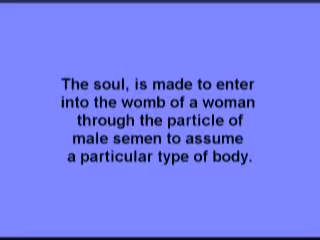 The soul, is made to enter
into the womb of a woman
through the particle of
male semen to assume
a particular type of body.